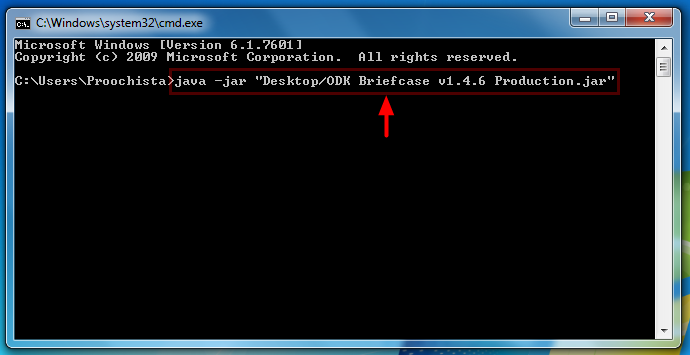 C:\Windows\system32\cmd.exe
Microsoft Windows [Version 6.1.7601]
Copyright (c) 2009 Microsoft Corporation.  All rights reserved.
C:\Users\Proochista>java -jar "Desktop/ODK Briefcase v1.4.6 Production.jar"